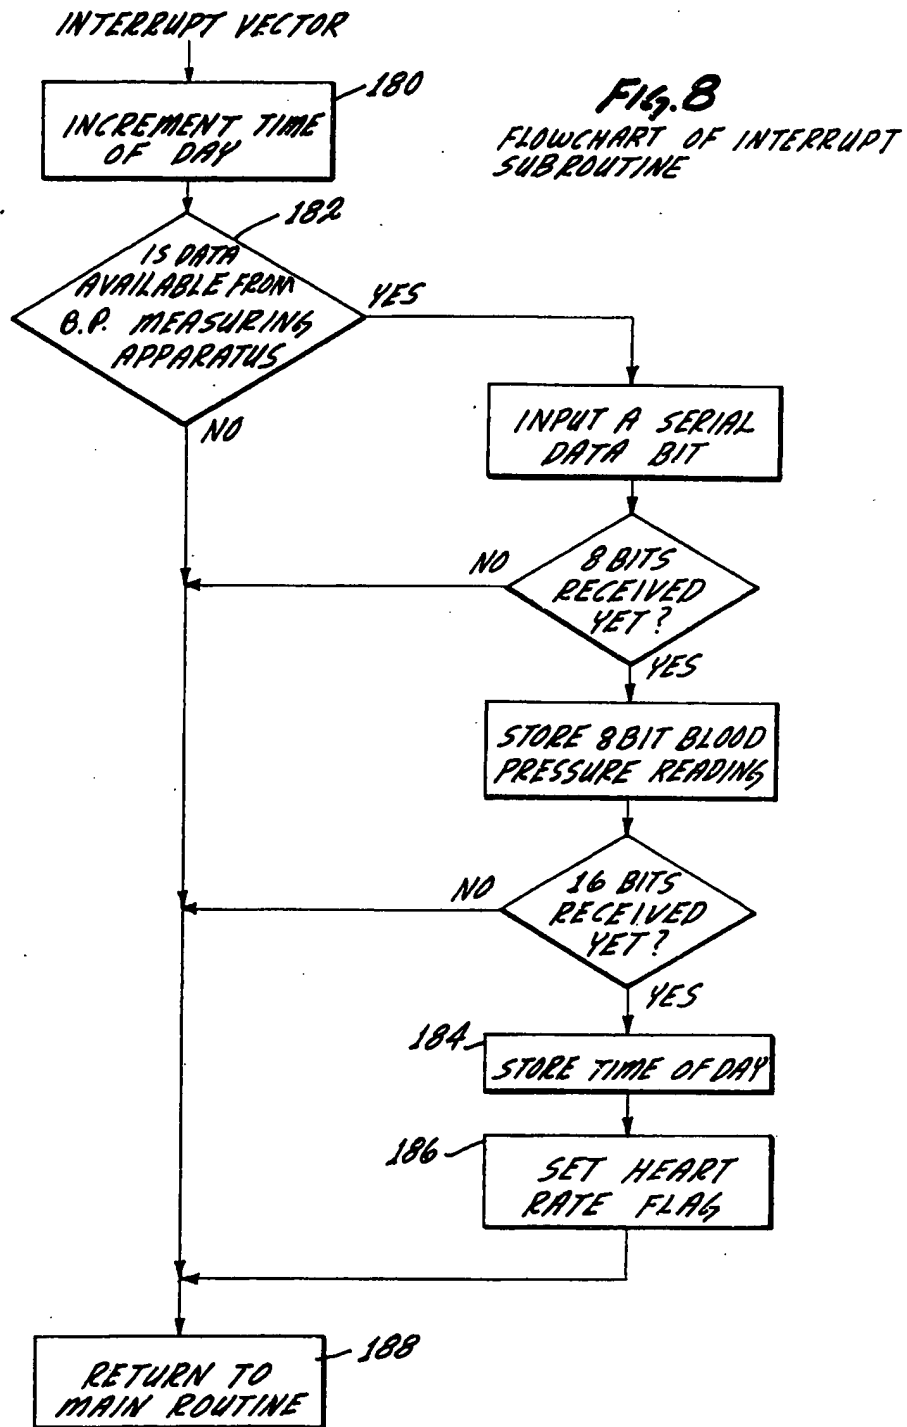 INTERRUPT VECTOR
180
INCREMENT TIME
OF DAY
FIG. 8
FLOWCHART OF INTERRUPT
SUBROUTINE
182
IS DATA
AVAILABLE FROM
B.P. MEASURING
APPARATUS
YES
NO
INPUT A SERIAL
DATA BIT
8 BITS
RECEIVED
YET?
NO
YES
STORE 8 BIT BLOOD
PRESSURE READING
16 BITS
RECEIVED
YET?
NO
YES
184
STORE TIME OF DAY
186
SET HEART
RATE FLAG
188
RETURN TO
MAIN ROUTINE